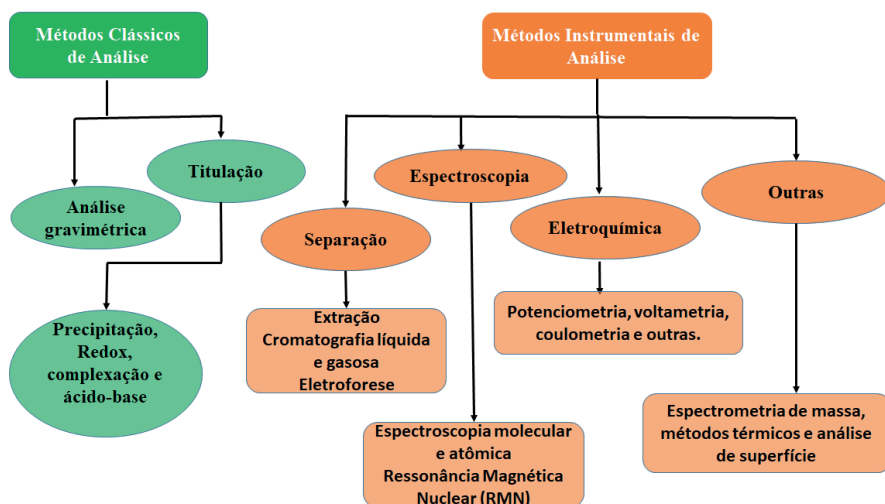 Métodos Clássicos
de Análise
Métodos Instrumentais de
Análise
Titulação
Análise
gravimétrica
Precipitação,
Redox,
complexação e
ácido-base
Espectroscopia
Outras
Separação
Eletroquímica
Extração
Cromatografia líquida
e gasosa
Eletroforese
Potenciometria, voltametria,
coulometria e outras.
Espectroscopia molecular
e atômica
Ressonância Magnética
Nuclear (RMN)
Espectrometria de massa,
métodos térmicos e análise
de superfície